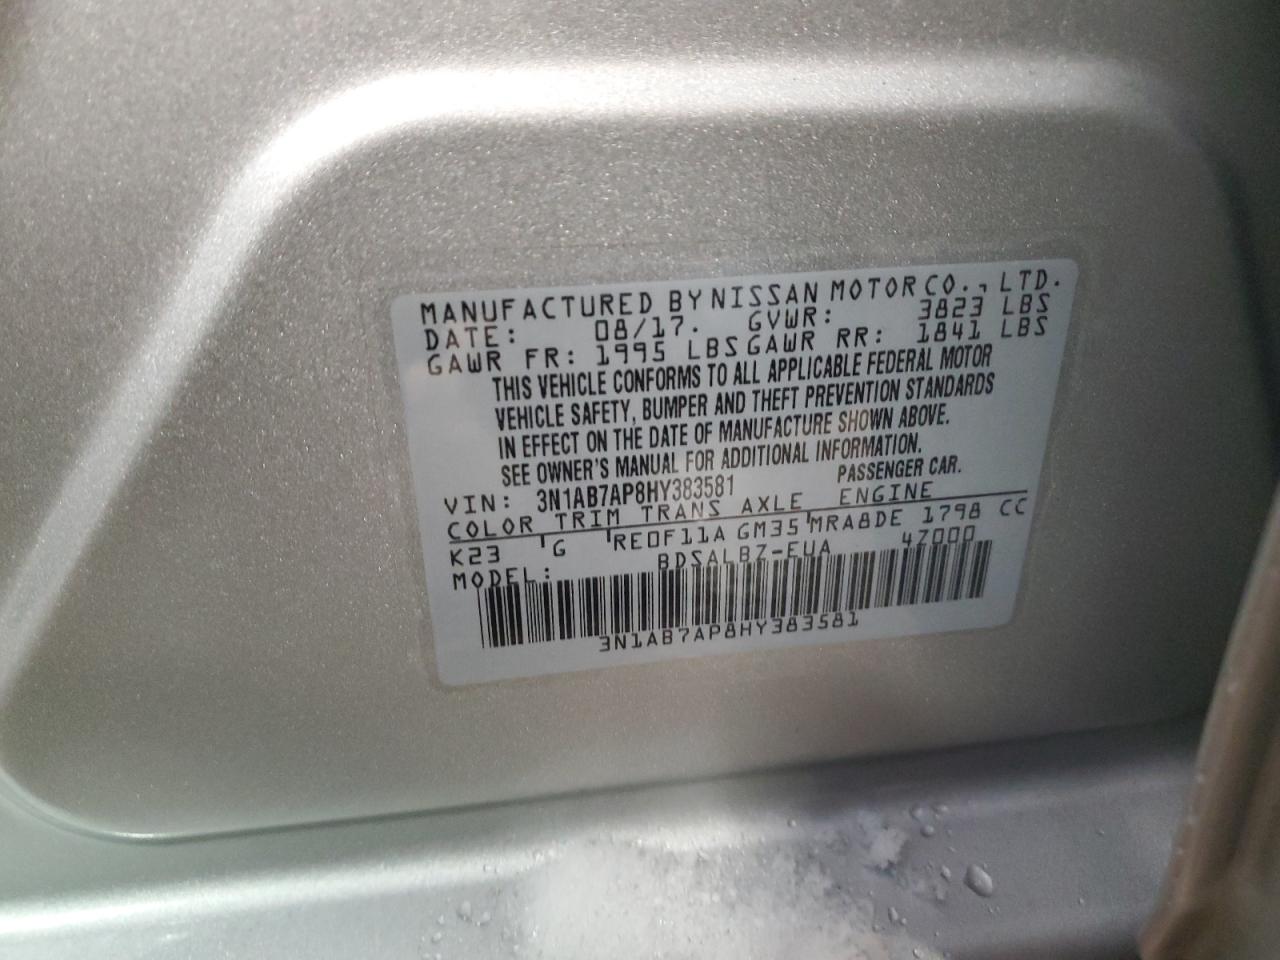 MANUFACTURED BY NISSAN MOTOR CO., LTD.
DATE: 08/17. GVWR: 3823 LBS
GAWR FR: 1995 LBS GAWR RR: 1841 LBS
THIS VEHICLE CONFORMS TO ALL APPLICABLE FEDERAL MOTOR
VEHICLE SAFETY, BUMPER AND THEFT PREVENTION STANDARDS
IN EFFECT ON THE DATE OF MANUFACTURE SHOWN ABOVE.
SEE OWNER'S MANUAL FOR ADDITIONAL INFORMATION.
VIN: 3N1AB7AP8HY383581 PASSENGER CAR.
COLOR TRIM TRANS AXLE ENGINE
K23 G RE0F11A GM35 MRA8DE 1798 CC
MODEL: BDSALBZ-EUA 47000
3N1AB7AP8HY383581